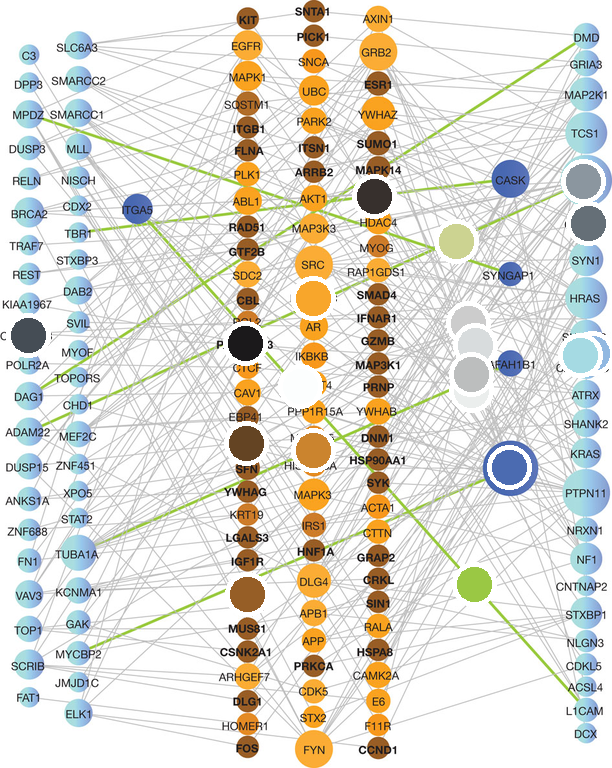 C3
DPP3
MPDZ
DUSP3
RELN
BRCA2
TRAF7
REST
KIAA1967
POLR2A
DAG1
ADAM22
DUSP15
ANKS1A
ZNF688
FN1
VAV3
TOP1
SCRIB
FAT1
SLC6A3
SMARCC2
SMARCC1
MLL
NISCH
CDX2
TBR1
STXBP3
DAB2
SVIL
MYOF
TOPORS
CHD1
MEF2C
ZNF451
XPO5
STAT2
TUBA1A
KCNMA1
GAK
MYCBP2
JMJD1C
ELK1
ITGA5
KIT
EGFR
MAPK1
SQSTM1
ITGB1
FLNA
PLK1
ABL1
RAD51
GTF2B
SDC2
CBL
CTCF
CAV1
EBP41
SFN
YWHAG
KRT19
LGALS3
IGF1R
MUS81
CSNK2A1
ARHGEF7
DLG1
HOMER1
FOS
SNTA1
PICK1
SNCA
UBC
PARK2
ITSN1
ARRB2
AKT1
MAP3K3
SRC
AR
IKBKB
PPP1R15A
MAPK3
IRS1
HNF1A
DLG4
APB1
APP
PRKCA
CDK5
STX2
FYN
AXIN1
GRB2
ESR1
YWHAZ
SUMO1
MAPK14
HDAC4
MYOG
RAP1GDS1
SMAD4
IFNAR1
GZMB
MAP3K1
PRNP
YWHAB
DNM1
HSP90AA1
SYK
ACTA1
CTTN
GRAP2
CRKL
SIN1
RALA
HSPA8
CAMK2A
E6
F11R
CCND1
CASK
SYNGAP1
AFAH1B1
DMD
GRIA3
MAP2K1
TCS1
SYN1
HRAS
ATRX
SHANK2
KRAS
PTPN11
NRXN1
NF1
CNTNAP2
STXBP1
NLGN3
CDKL5
ACSL4
L1CAM
DCX